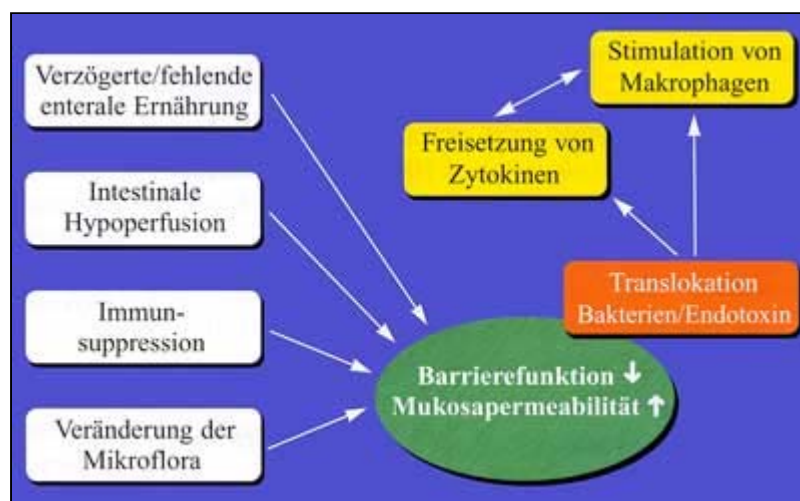 Verzögerte/fehlende
enterale Ernährung
Intestinale
Hypoperfusion
Immun-
suppression
Veränderung der
Mikroflora
Stimulation von
Makrophagen
Freisetzung von
Zytokinen
Translokation
Bakterien/Endotoxin
Barrierefunktion ↓
Mukosapermeabilität ↑